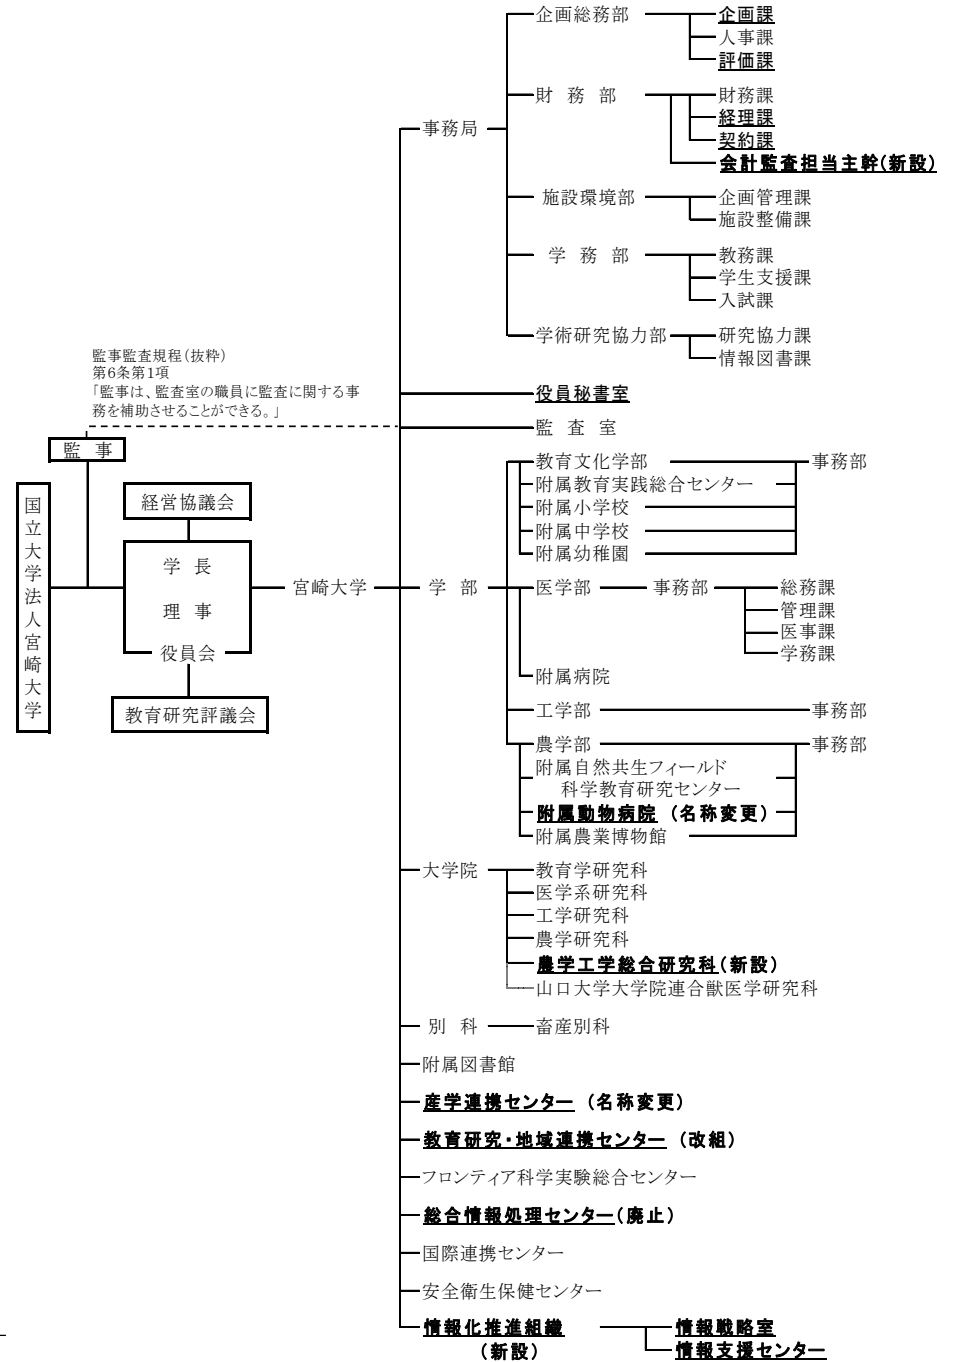 企画総務部 企画課
人事課
評価課
財務部 財務課
経理課
契約課
会計監査担当主幹(新設)
事務局
施設環境部 企画管理課
施設整備課
学務部 教務課
学生支援課
入試課
学術研究協力部 研究協力課
情報図書課
監事監査規程(抜粋)
第6条第1項
「監事は、監査室の職員に監査に関する事
務を補助させることができる。」
役員秘書室
監査室
監事
国立大学法人宮崎大学
経営協議会
学長
理事
役員会
教育研究評議会
宮崎大学
学部
教育文化学部 事務部
附属教育実践総合センター
附属小学校
附属中学校
附属幼稚園
医学部 事務部 総務課
管理課
医事課
学務課
附属病院
工学部 事務部
農学部 事務部
附属自然共生フィールド
科学教育研究センター
附属動物病院 (名称変更)
附属農業博物館
大学院 教育学研究科
医学系研究科
工学研究科
農学研究科
農学工学総合研究科(新設)
山口大学大学院連合獣医学研究科
別科 畜産別科
附属図書館
産学連携センター (名称変更)
教育研究・地域連携センター (改組)
フロンティア科学実験総合センター
総合情報処理センター(廃止)
国際連携センター
安全衛生保健センター
情報化推進組織 情報戦略室
(新設) 情報支援センター